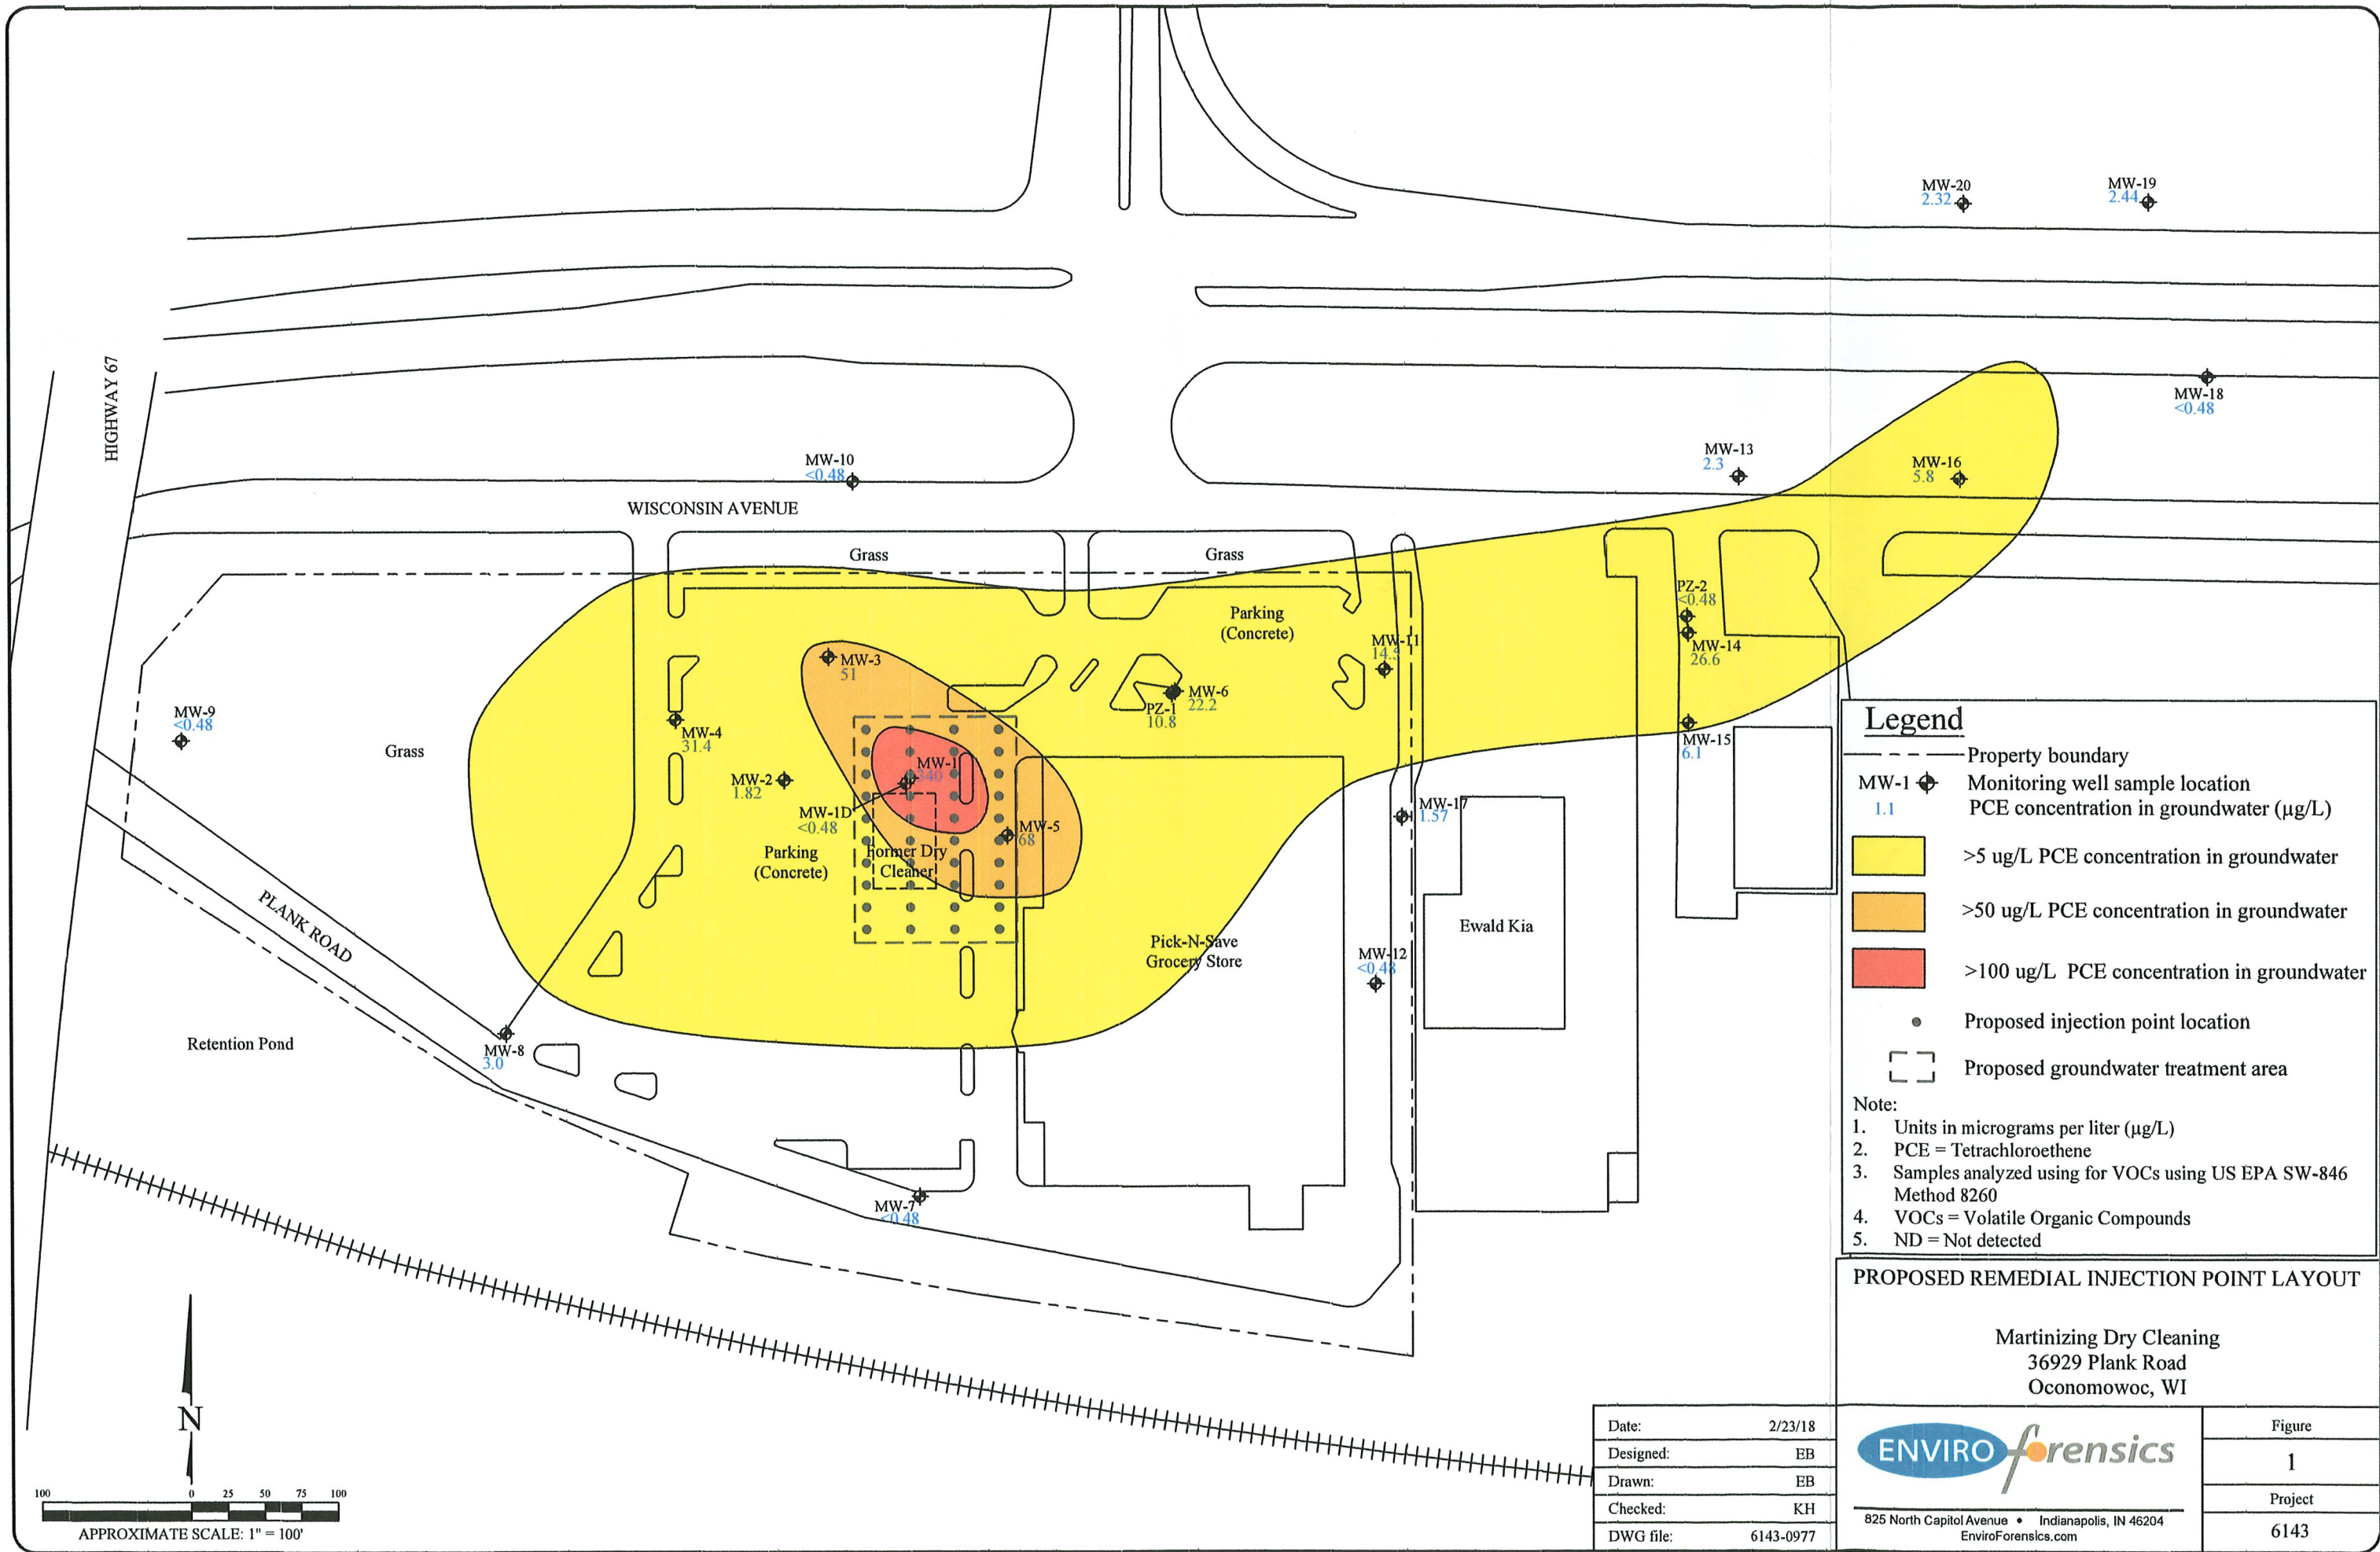 MW-20
2.32
MW-19
2.44
HIGHWAY 67
MW-18
<0.48
MW-10
<0.48
MW-13
2.3
MW-16
5.8
WISCONSIN AVENUE
Grass
Grass
PZ-2
<0.48
Parking
(Concrete)
MW-11
MW-14
26.6
MW-3
51
MW-6
22.2
PZ-1
10.8
MW-9
<0.48
Grass
MW-4
31.4
MW-15
6.1
MW-1
340
MW-2
1.82
MW-1D
<0.48
MW-17
1.57
MW-5
68
Parking
(Concrete)
Former Dry
Cleaner
PLANK ROAD
Pick-N-Save
Grocery Store
Ewald Kia
MW-12
<0.48
Retention Pond
MW-8
3.0
MW-7
<0.48
N
100 0 25 50 75 100
APPROXIMATE SCALE: 1" = 100'
Legend
Property boundary
MW-1 Monitoring well sample location
1.1 PCE concentration in groundwater (µg/L)
>5 ug/L PCE concentration in groundwater
>50 ug/L PCE concentration in groundwater
>100 ug/L PCE concentration in groundwater
Proposed injection point location
Proposed groundwater treatment area
Note:
1. Units in micrograms per liter (µg/L)
2. PCE = Tetrachloroethene
3. Samples analyzed using for VOCs using US EPA SW-846
Method 8260
4. VOCs = Volatile Organic Compounds
5. ND = Not detected
PROPOSED REMEDIAL INJECTION POINT LAYOUT
Martinizing Dry Cleaning
36929 Plank Road
Oconomowoc, WI
Date: 2/23/18
Designed: EB
Drawn: EB
Checked: KH
DWG file: 6143-0977
ENVIRO forensics
825 North Capitol Avenue • Indianapolis, IN 46204
EnviroForensics.com
Figure
1
Project
6143